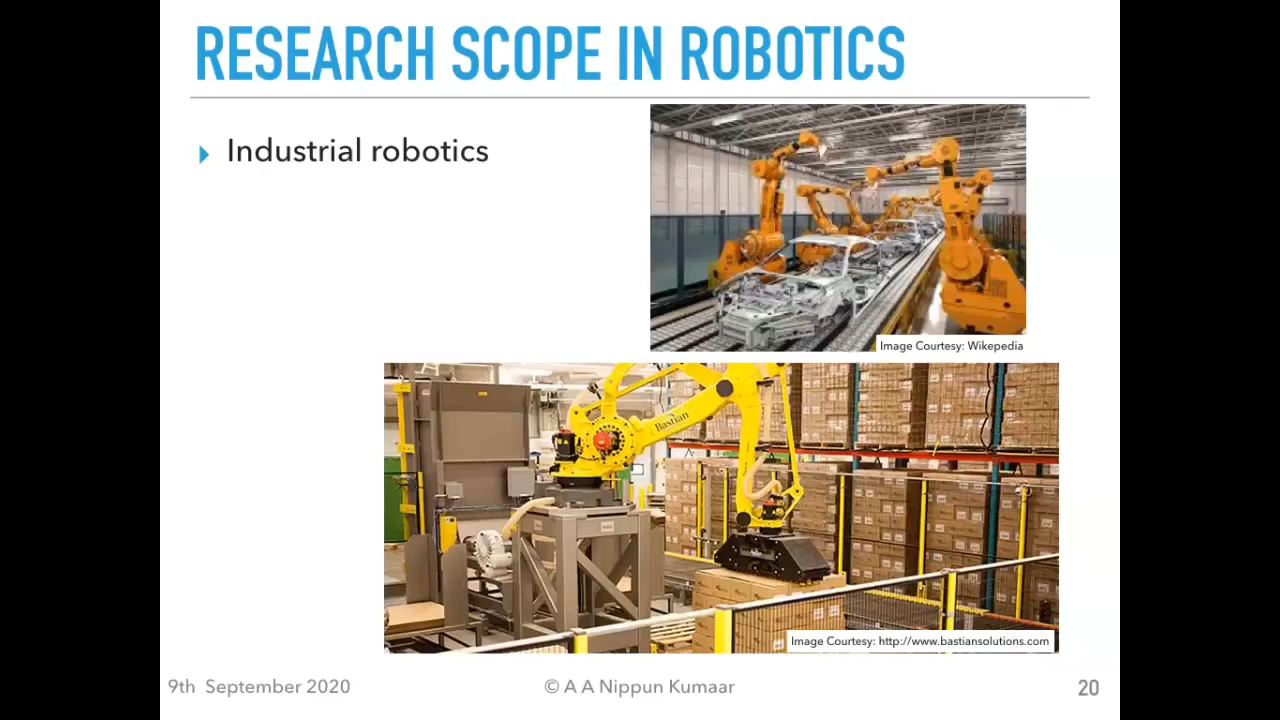 RESEARCH SCOPE IN ROBOTICS
Industrial robotics
Image Courtesy: Wikepedia
Bastian
Image Courtesy: http://www.bastiansolutions.com
9th September 2020
© A A Nippun Kumaar
20